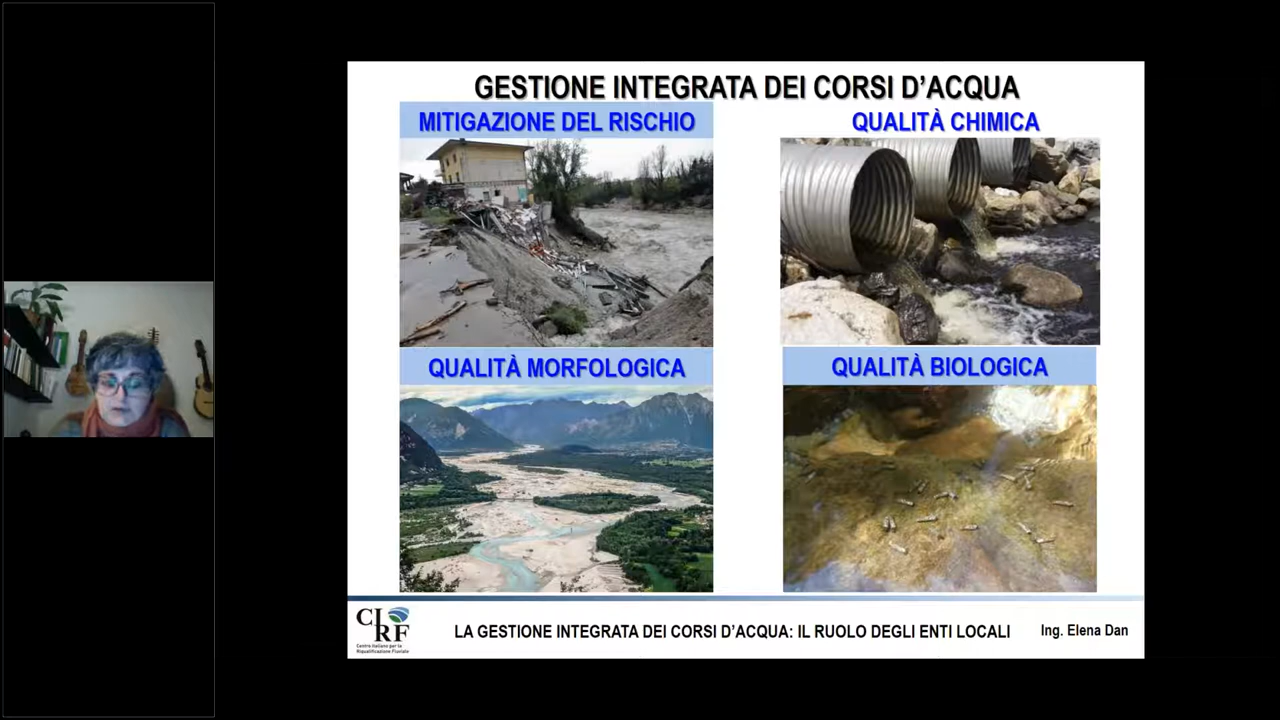 GESTIONE INTEGRATA DEI CORSI D'ACQUA
MITIGAZIONE DEL RISCHIO
QUALITÀ CHIMICA
QUALITÀ MORFOLOGICA
QUALITÀ BIOLOGICA
CIRF
Centro Italiano per la
Riqualificazione Fluviale
LA GESTIONE INTEGRATA DEI CORSI D'ACQUA: IL RUOLO DEGLI ENTI LOCALI
Ing. Elena Dan